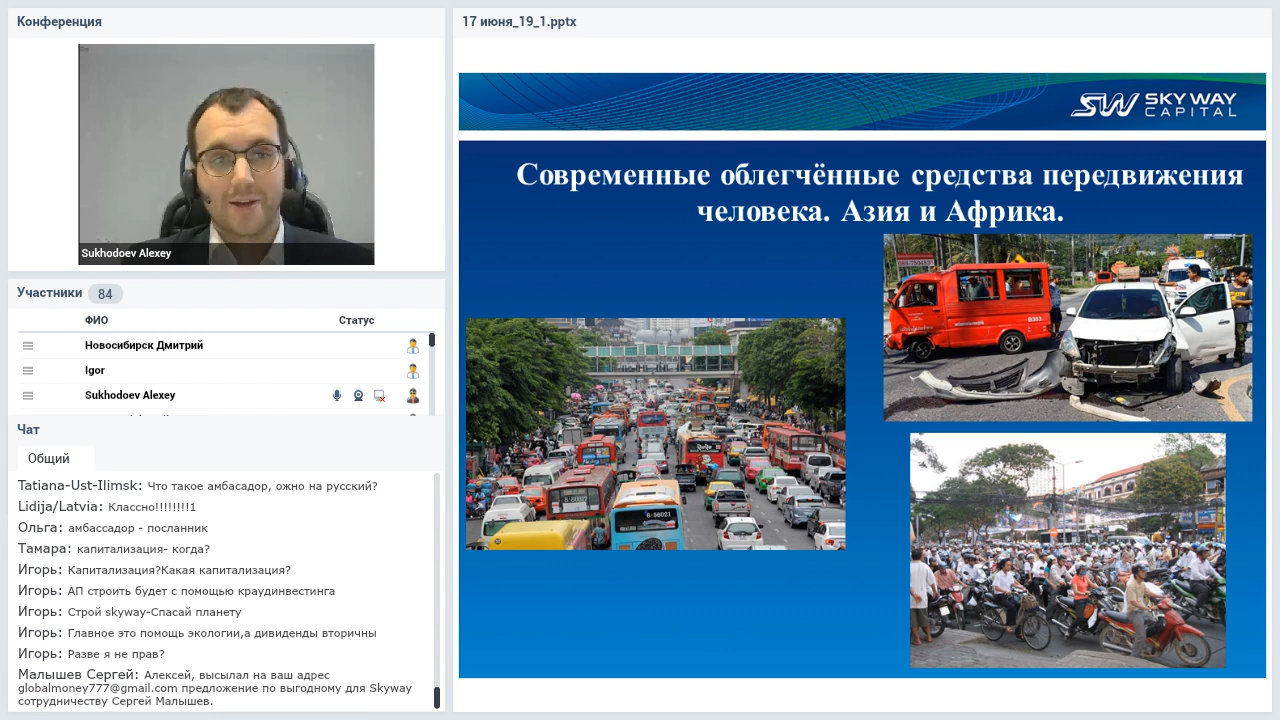 Конференция
Sukhodoev Alexey
Участники 84
ФИО Статус
Новосибирск Дмитрий
Igor
Sukhodoev Alexey
Чат
Общий
Tatiana-Ust-Ilimsk: Что такое амбасадор, ожно на русский?
Lidija/Latvia: Классно!!!!!!!!!1
Ольга: амбассадор - посланник
Тамара: капитализация- когда?
Игорь: Капитализация?Какая капитализация?
Игорь: АП строить будет с помощью краудинвестинга
Игорь: Строй skyway-Спасай планету
Игорь: Главное это помощь экологии,а дивиденды вторичны
Игорь: Разве я не прав?
Малышев Сергей: Алексей, высылал на ваш адрес
globalmoney777@gmail.com предложение по выгодному для Skyway
сотрудничеству Сергей Малышев.
17 июня_19_1.pptx
SW SKY WAY
CAPITAL
Современные облегчённые средства передвижения
человека. Азия и Африка.
8-56021